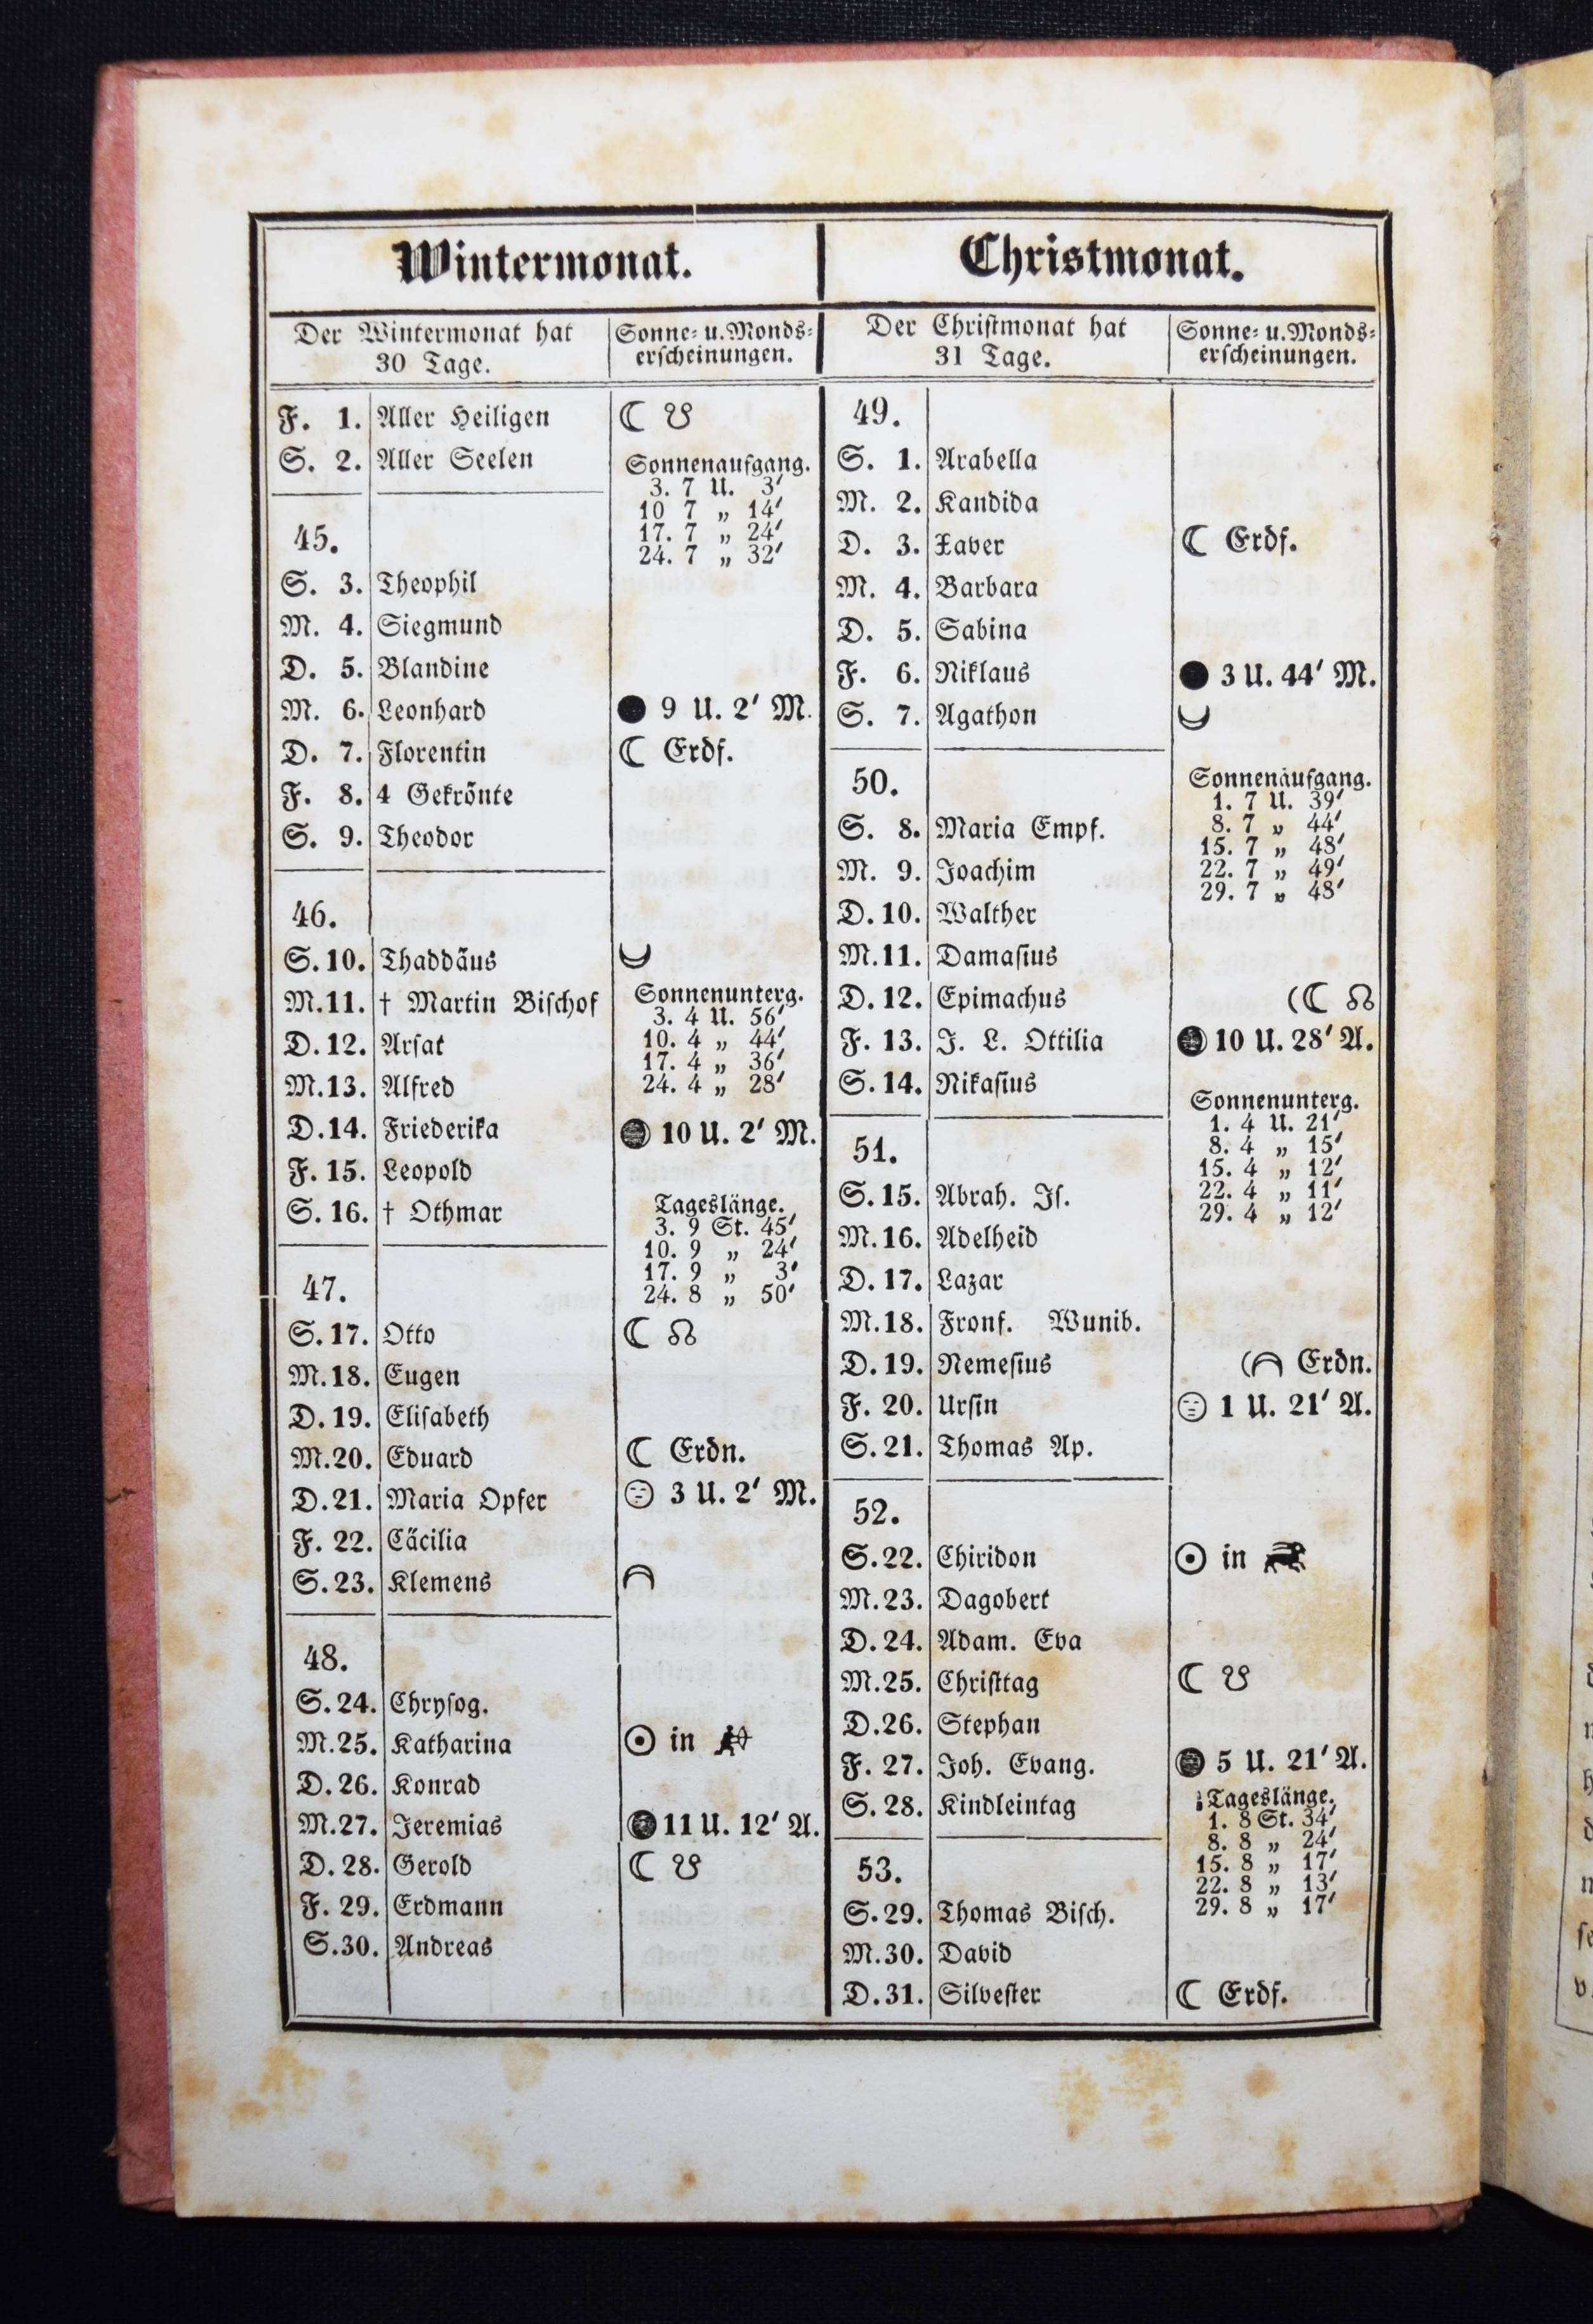 Wintermonat.
Der Wintermonat hat
30 Tage.
Sonne- u. Monds-
erscheinungen.
F. 1. Aller Heiligen ☾ ☋
S. 2. Aller Seelen
Sonnenaufgang.
3. 7 U. 3′
10 7 „ 14′
17. 7 „ 24′
24. 7 „ 32′
45.
S. 3. Theophil
M. 4. Siegmund
D. 5. Blandine
M. 6. Leonhard ● 9 U. 2′ M.
D. 7. Florentin ☾ Erdf.
F. 8. 4 Gekrönte
S. 9. Theodor
46.
S. 10. Thaddäus
M. 11. † Martin Bischof
Sonnenunterg.
3. 4 U. 56′
10. 4 „ 44′
17. 4 „ 36′
24. 4 „ 28′
D. 12. Arsat
M. 13. Alfred
D. 14. Friederika 10 U. 2′ M.
F. 15. Leopold
S. 16. † Othmar
Tageslänge.
3. 9 St. 45′
10. 9 „ 24′
17. 9 „ 3′
24. 8 „ 50′
47.
S. 17. Otto ☾ ☊
M. 18. Eugen
D. 19. Elisabeth
M. 20. Eduard ☾ Erdn.
D. 21. Maria Opfer 3 U. 2′ M.
F. 22. Cäcilia
S. 23. Klemens
48.
S. 24. Chrysog.
M. 25. Katharina ☉ in
D. 26. Konrad
M. 27. Jeremias 11 U. 12′ A.
D. 28. Gerold ☾ ☋
F. 29. Erdmann
S. 30. Andreas
Christmonat.
Der Christmonat hat
31 Tage.
Sonne- u. Monds-
erscheinungen.
49.
S. 1. Arabella
M. 2. Kandida
D. 3. Xaver ☾ Erdf.
M. 4. Barbara
D. 5. Sabina
F. 6. Niklaus ● 3 U. 44′ M.
S. 7. Agathon
50.
Sonnenaufgang.
1. 7 U. 39′
8. 7 „ 44′
15. 7 „ 48′
22. 7 „ 49′
29. 7 „ 48′
S. 8. Maria Empf.
M. 9. Joachim
D. 10. Walther
M. 11. Damasius
D. 12. Epimachus (☾ ☊
F. 13. J. L. Ottilia 10 U. 28′ A.
S. 14. Nikasius
Sonnenunterg.
1. 4 U. 21′
8. 4 „ 15′
15. 4 „ 12′
22. 4 „ 11′
29. 4 „ 12′
51.
S. 15. Abrah. Is.
M. 16. Adelheid
D. 17. Lazar
M. 18. Fronf. Wunib.
D. 19. Nemesius ( Erdn.
F. 20. Ursin 1 U. 21′ A.
S. 21. Thomas Ap.
52.
S. 22. Chiridon ☉ in
M. 23. Dagobert
D. 24. Adam. Eva
M. 25. Christtag ☾ ☋
D. 26. Stephan
F. 27. Joh. Evang. 5 U. 21′ A.
S. 28. Kindleintag
Tageslänge.
1. 8 St. 34′
8. 8 „ 24′
15. 8 „ 17′
22. 8 „ 13′
29. 8 „ 17′
53.
S. 29. Thomas Bisch.
M. 30. David
D. 31. Silvester ☾ Erdf.